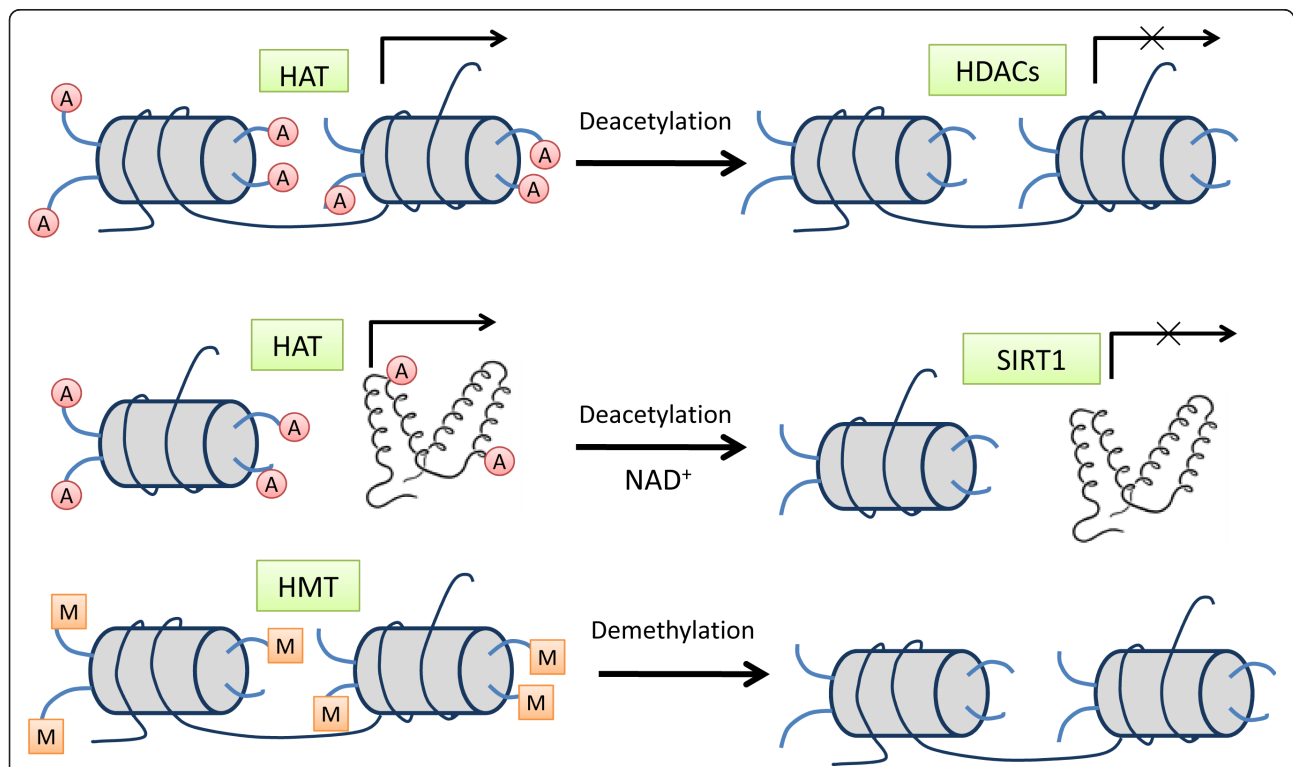 HAT
HDACs
A
A
A
A
A
A
A
Deacetylation
HAT
SIRT1
A
A
A
A
A
A
Deacetylation
NAD⁺
HMT
M
M
M
M
M
M
Demethylation